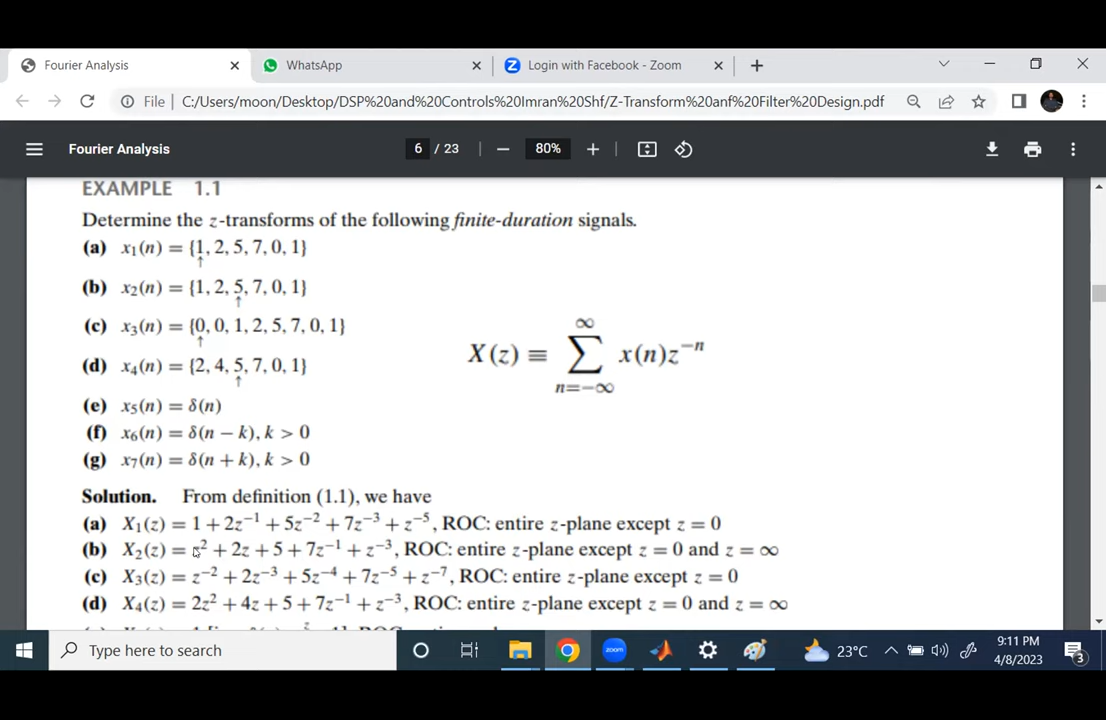 Fourier Analysis
WhatsApp
Login with Facebook - Zoom
File
C:/Users/moon/Desktop/DSP%20and%20Controls%20Imran%20Shf/Z-Transform%20anf%20Filter%20Design.pdf
Fourier Analysis
6 / 23
80%
EXAMPLE 1.1
Determine the z-transforms of the following finite-duration signals.
(a) x₁(n) = {1, 2, 5, 7, 0, 1}
↑
(b) x₂(n) = {1, 2, 5, 7, 0, 1}
↑
(c) x₃(n) = {0, 0, 1, 2, 5, 7, 0, 1}
↑
(d) x₄(n) = {2, 4, 5, 7, 0, 1}
↑
(e) x₅(n) = δ(n)
(f) x₆(n) = δ(n − k), k > 0
(g) x₇(n) = δ(n + k), k > 0
X(z) ≡ ∑ₙ₌₋∞^∞ x(n)z⁻ⁿ
Solution. From definition (1.1), we have
(a) X₁(z) = 1 + 2z⁻¹ + 5z⁻² + 7z⁻³ + z⁻⁵, ROC: entire z-plane except z = 0
(b) X₂(z) = z² + 2z + 5 + 7z⁻¹ + z⁻³, ROC: entire z-plane except z = 0 and z = ∞
(c) X₃(z) = z⁻² + 2z⁻³ + 5z⁻⁴ + 7z⁻⁵ + z⁻⁷, ROC: entire z-plane except z = 0
(d) X₄(z) = 2z² + 4z + 5 + 7z⁻¹ + z⁻³, ROC: entire z-plane except z = 0 and z = ∞
Type here to search
zoom
23°C
9:11 PM
4/8/2023
3